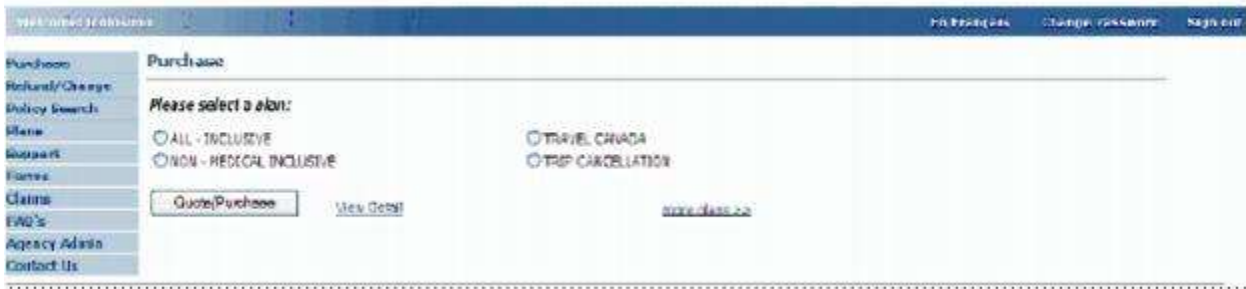 En Français Change Password Sign out
Purchase
Refund/Change
Policy Search
Plans
Support
Forms
Claims
FAQ's
Agency Admin
Contact Us
Purchase
Please select a plan:
ALL - INCLUSIVE
TRAVEL CANADA
NON - MEDICAL INCLUSIVE
TRIP CANCELLATION
Quote/Purchase
View Detail
more plans >>